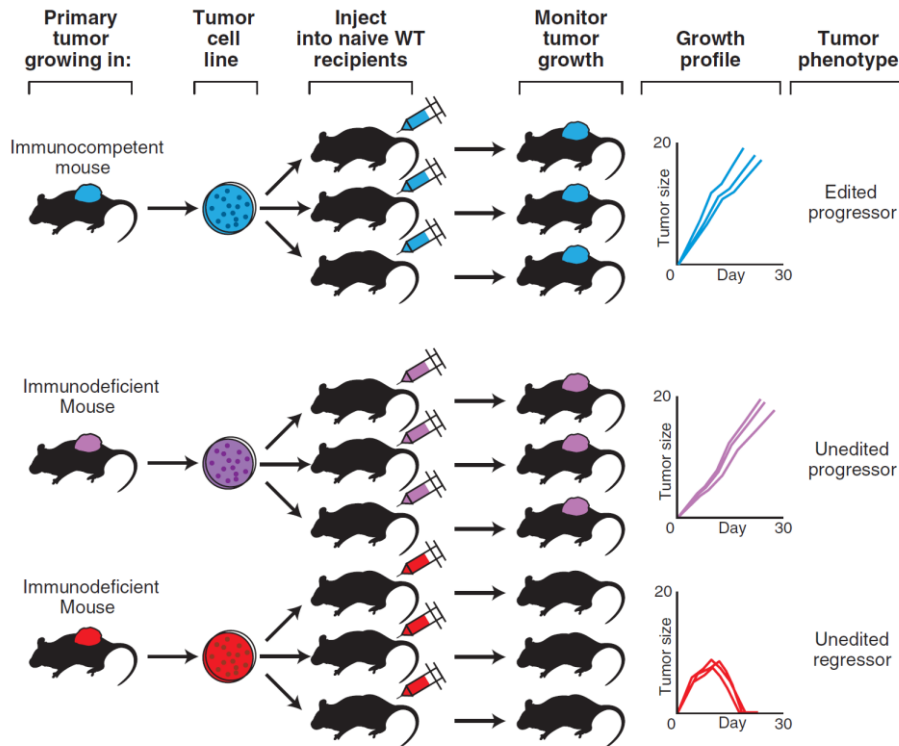 Primary
tumor
growing in:
Tumor
cell
line
Inject
into naive WT
recipients
Monitor
tumor
growth
Growth
profile
Tumor
phenotype
Immunocompetent
mouse
20
Tumor size
0
Day
30
Edited
progressor
Immunodeficient
Mouse
20
Tumor size
0
Day
30
Unedited
progressor
Immunodeficient
Mouse
20
Tumor size
0
Day
30
Unedited
regressor